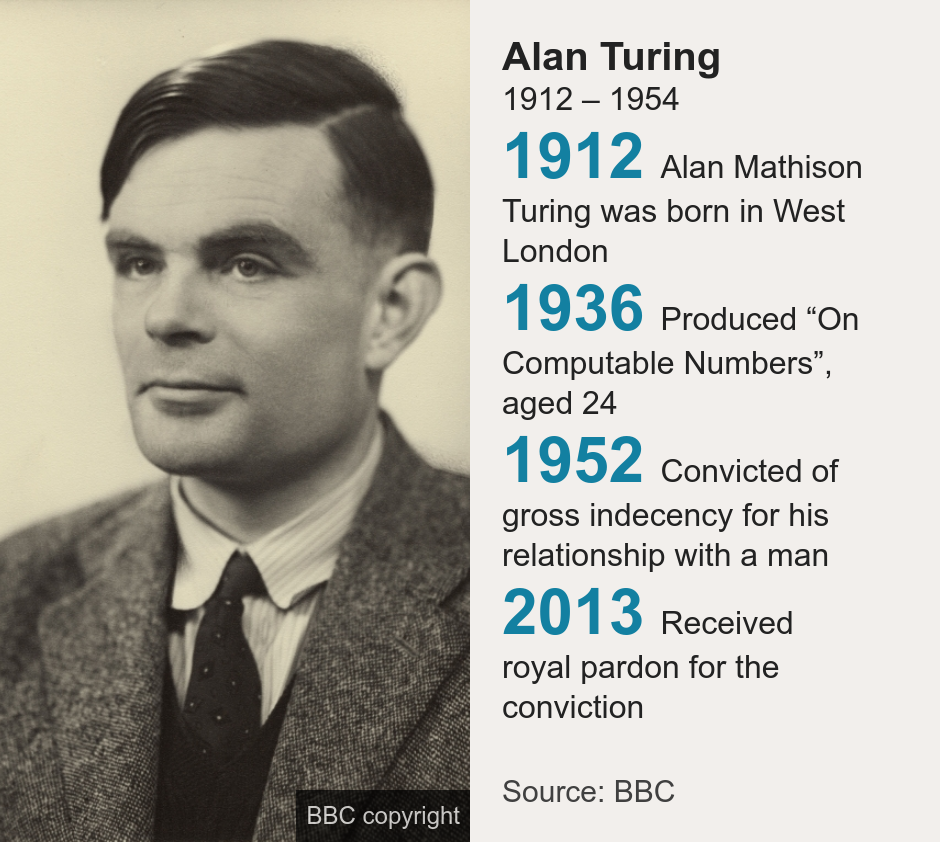 Alan Turing
1912 – 1954
1912 Alan Mathison
Turing was born in West
London
1936 Produced “On
Computable Numbers”,
aged 24
1952 Convicted of
gross indecency for his
relationship with a man
2013 Received
royal pardon for the
conviction
Source: BBC
BBC copyright